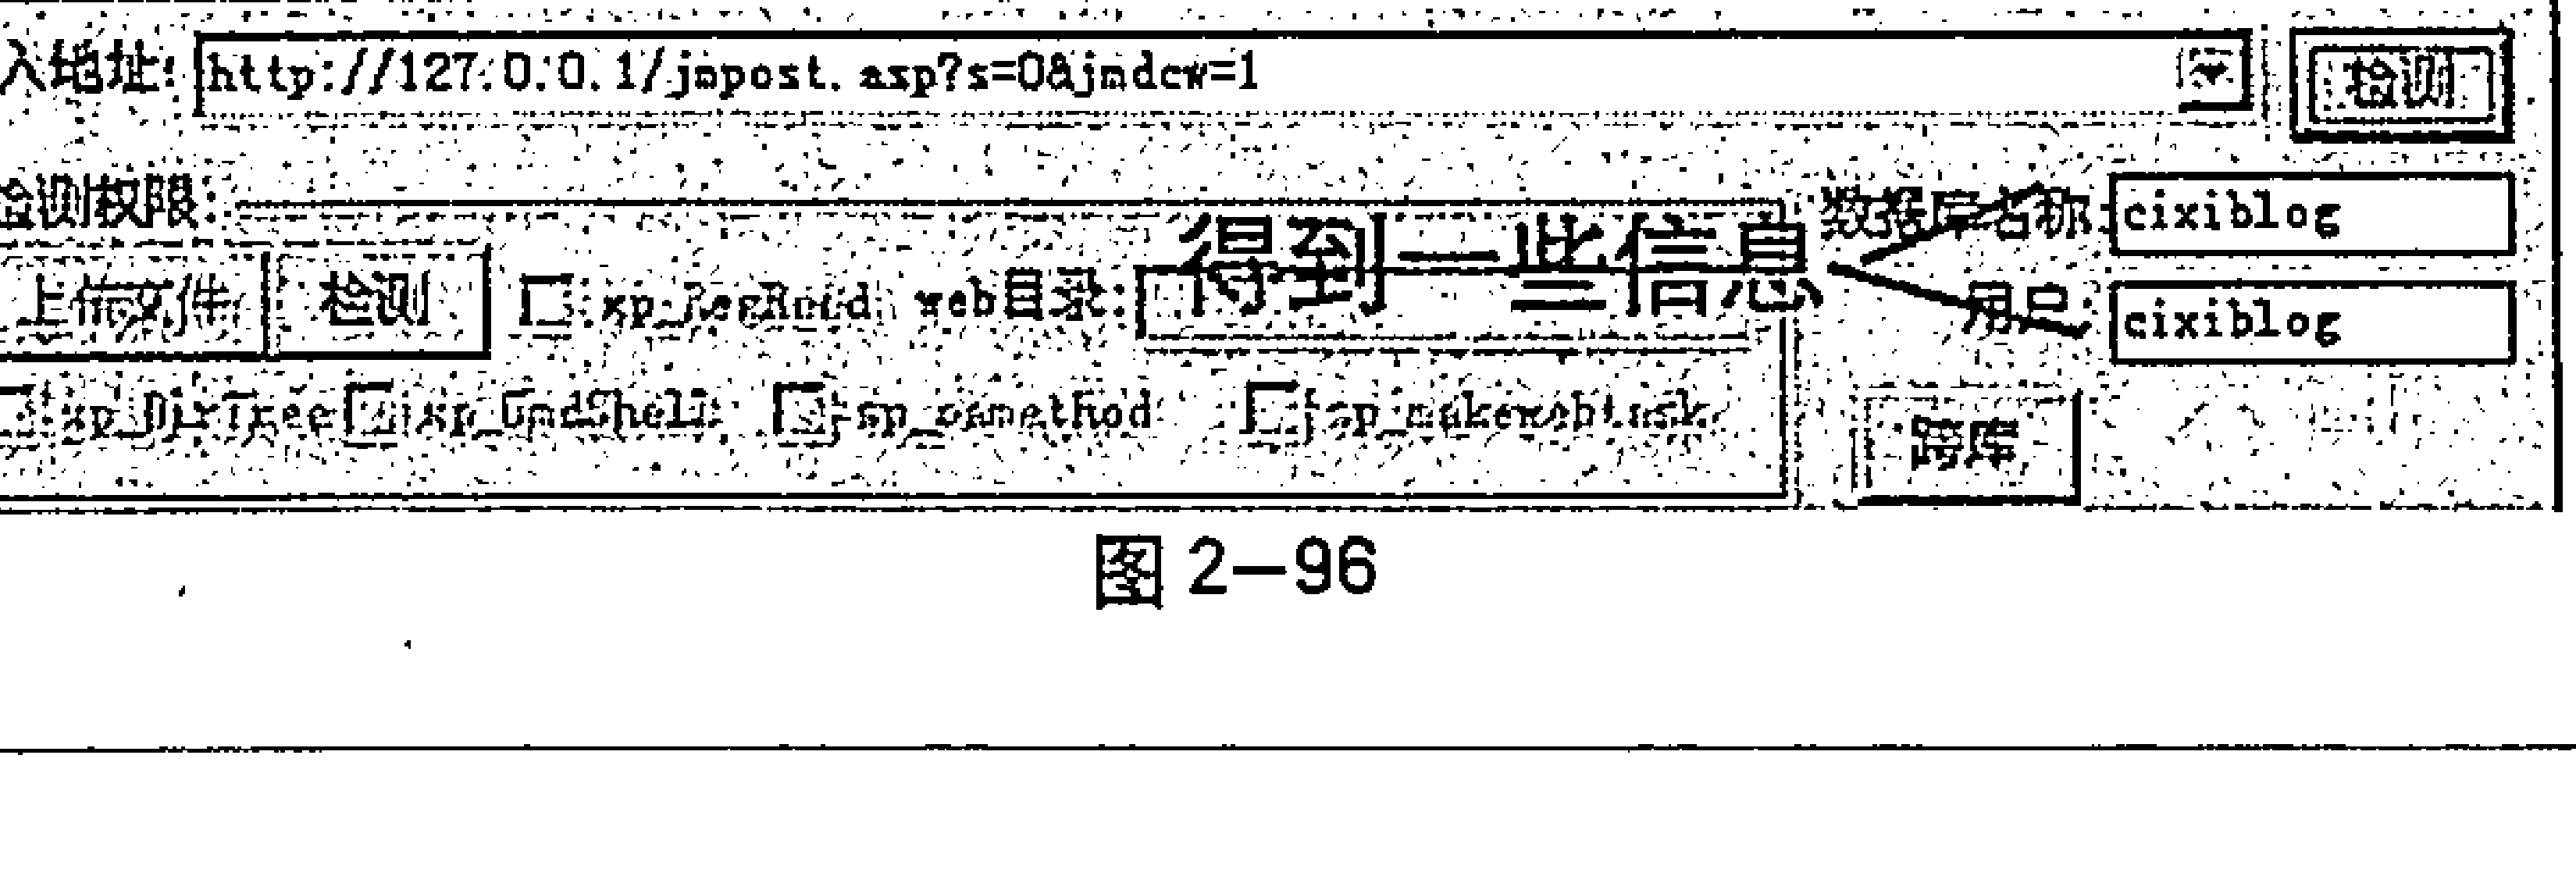 入地址: http://127.0.0.1/jmpost.asp?s=0&jmdcw=1 检测
检测权限: 数据库名称: cixiblog
得到一些信息
上传文件 检测 xp_RegRead web目录: 用户: cixiblog
xp_DirTree xp_CmdShell sp_oamethod sp_makewebtask 跨库
图 2-96